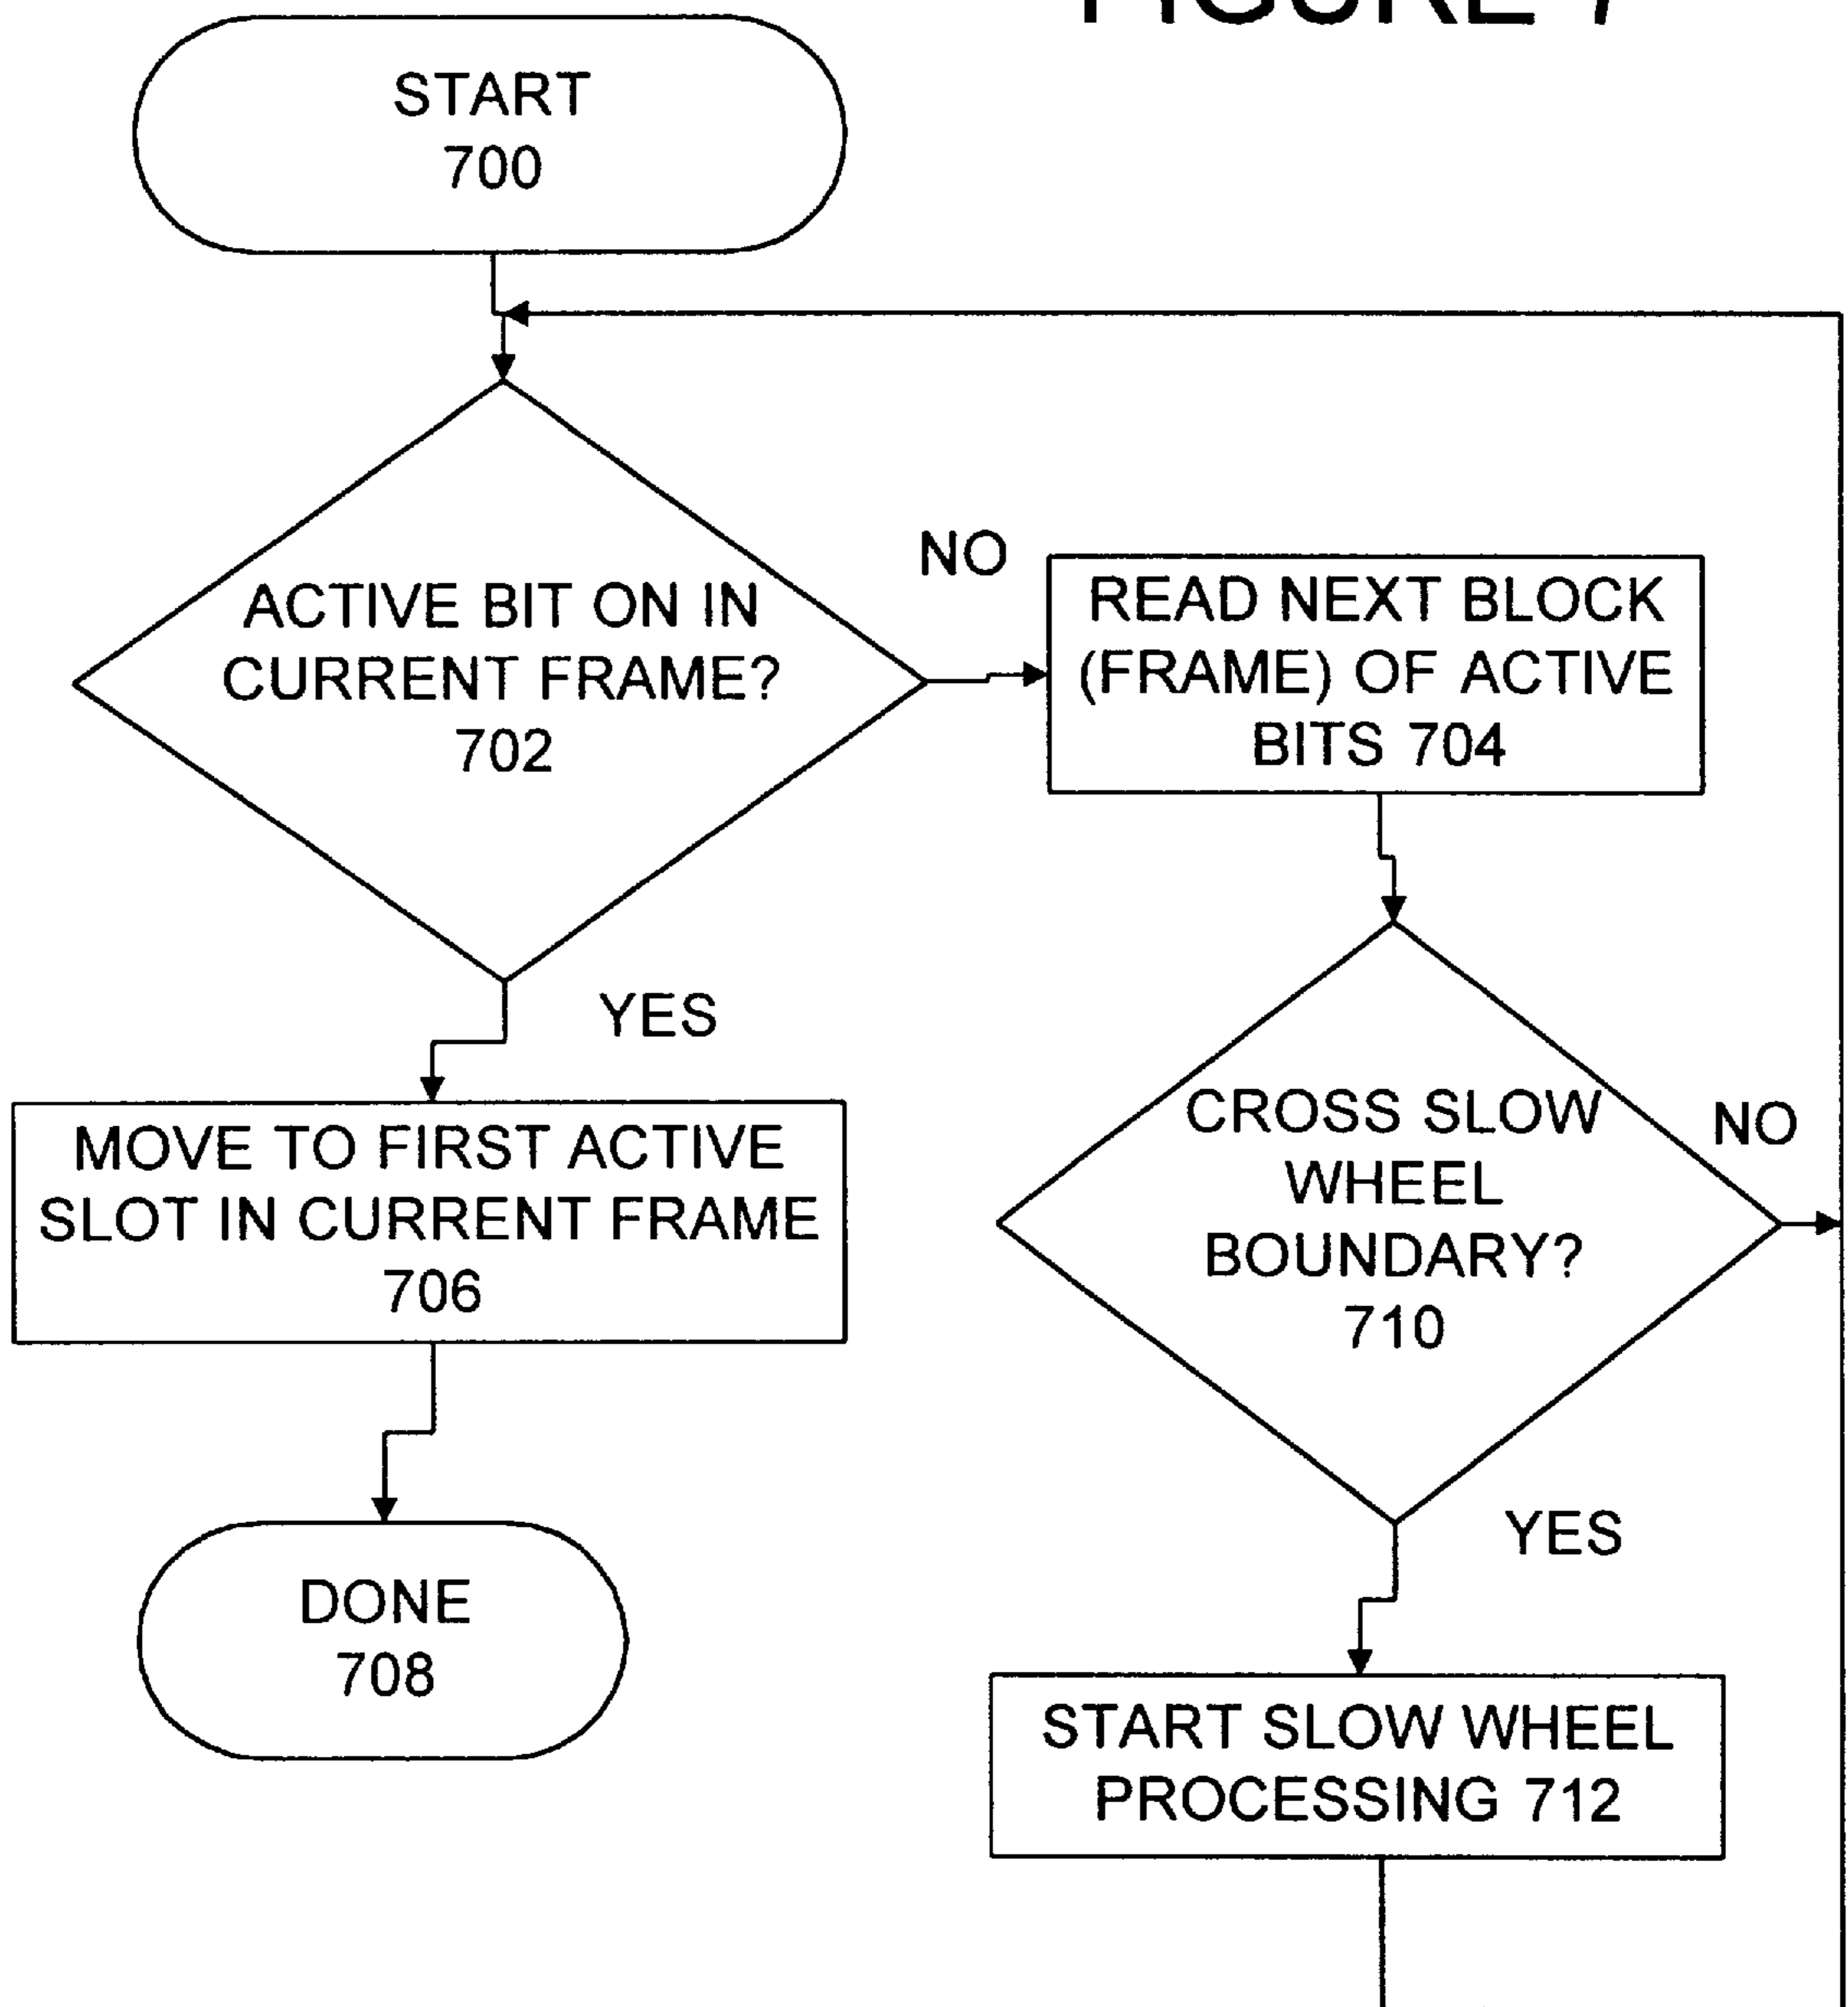 FIGURE 7
START
700
ACTIVE BIT ON IN
CURRENT FRAME?
702
NO
READ NEXT BLOCK
(FRAME) OF ACTIVE
BITS 704
YES
MOVE TO FIRST ACTIVE
SLOT IN CURRENT FRAME
706
CROSS SLOW
WHEEL
BOUNDARY?
710
NO
DONE
708
YES
START SLOW WHEEL
PROCESSING 712